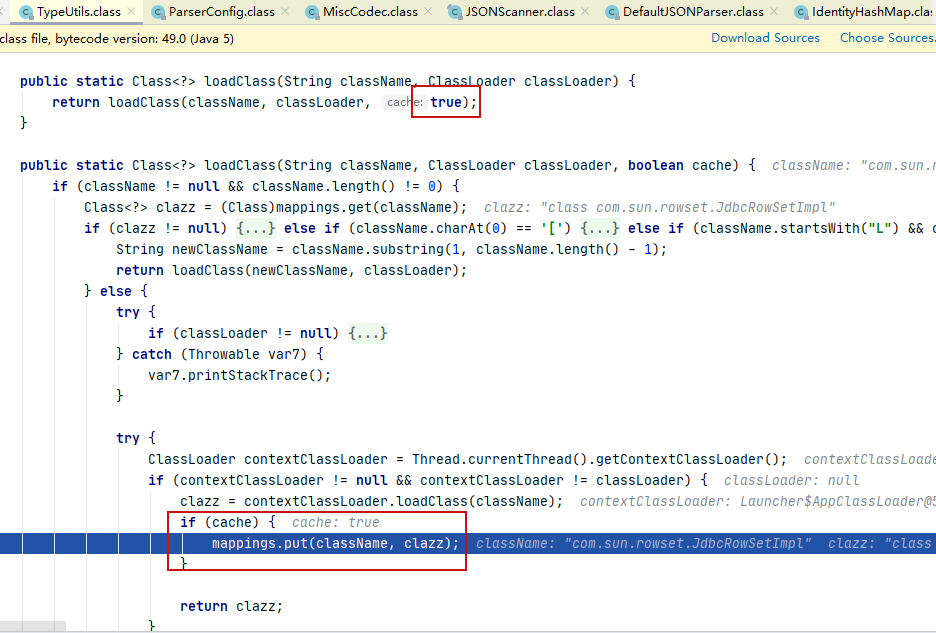 TypeUtils.class ParserConfig.class MiscCodec.class JSONScanner.class DefaultJSONParser.class IdentityHashMap.cla
class file, bytecode version: 49.0 (Java 5) Download Sources Choose Sources.
public static Class<?> loadClass(String className, ClassLoader classLoader) {
return loadClass(className, classLoader, cache: true);
}
public static Class<?> loadClass(String className, ClassLoader classLoader, boolean cache) { className: "com.sun.r
if (className != null && className.length() != 0) {
Class<?> clazz = (Class)mappings.get(className); clazz: "class com.sun.rowset.JdbcRowSetImpl"
if (clazz != null) {...} else if (className.charAt(0) == '[') {...} else if (className.startsWith("L") && c
String newClassName = className.substring(1, className.length() - 1);
return loadClass(newClassName, classLoader);
} else {
try {
if (classLoader != null) {...}
} catch (Throwable var7) {
var7.printStackTrace();
}
try {
ClassLoader contextClassLoader = Thread.currentThread().getContextClassLoader(); contextClassLoade
if (contextClassLoader != null && contextClassLoader != classLoader) { classLoader: null
clazz = contextClassLoader.loadClass(className); contextClassLoader: Launcher$AppClassLoader@5
if (cache) { cache: true
mappings.put(className, clazz); className: "com.sun.rowset.JdbcRowSetImpl" clazz: "class
}
return clazz;
}